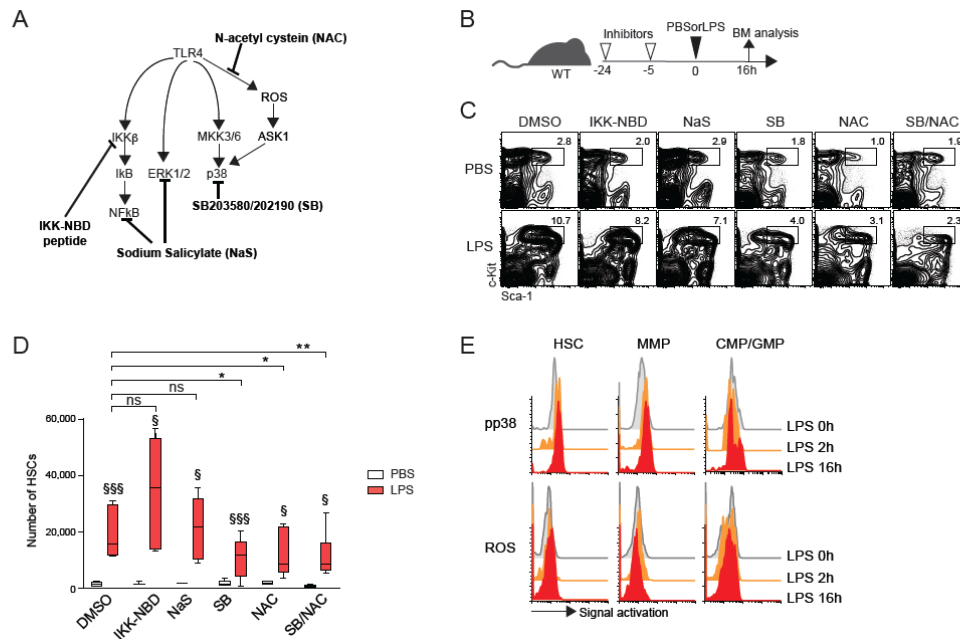 A
N-acetyl cystein (NAC)
TLR4
ROS
IKKβ
MKK3/6
ASK1
IkB
ERK1/2
p38
NFkB
SB203580/202190 (SB)
IKK-NBD
peptide
Sodium Salicylate (NaS)
B
Inhibitors
PBSorLPS
BM analysis
WT
-24
-5
0
16h
C
DMSO
IKK-NBD
NaS
SB
NAC
SB/NAC
PBS
2.8
2.0
2.9
1.8
1.0
1.9
LPS
10.7
8.2
7.1
4.0
3.1
2.3
c-Kit
Sca-1
D
**
*
*
ns
ns
60,000
40,000
20,000
0
Number of HSCs
§§§
§
§
§§§
§
§
PBS
LPS
DMSO
IKK-NBD
NaS
SB
NAC
SB/NAC
E
HSC
MMP
CMP/GMP
pp38
LPS 0h
LPS 2h
LPS 16h
ROS
LPS 0h
LPS 2h
LPS 16h
Signal activation